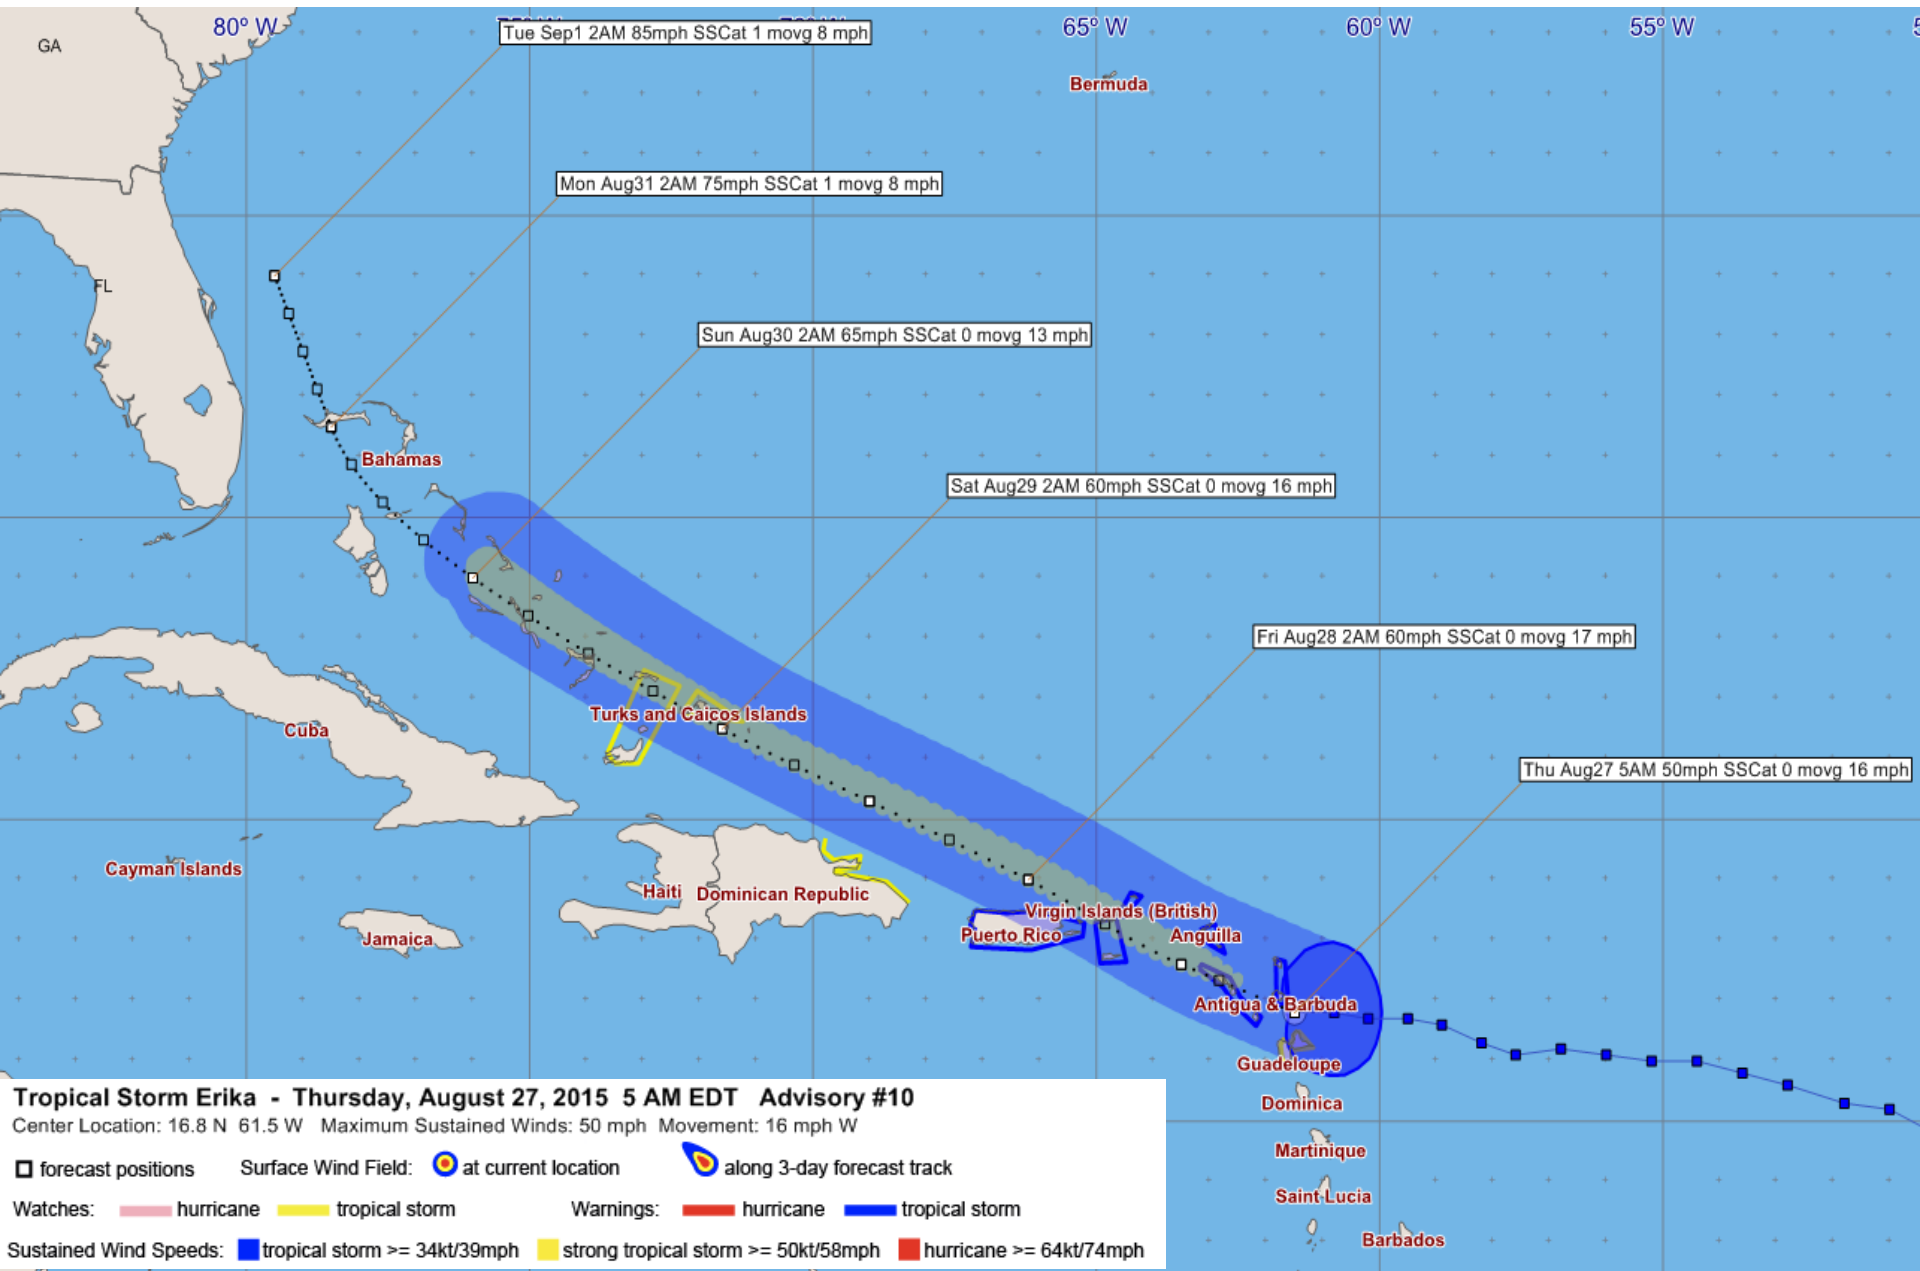 80° W
65° W
60° W
55° W
GA
Tue Sep1 2AM 85mph SSCat 1 movg 8 mph
Bermuda
Mon Aug31 2AM 75mph SSCat 1 movg 8 mph
FL
Sun Aug30 2AM 65mph SSCat 0 movg 13 mph
Bahamas
Sat Aug29 2AM 60mph SSCat 0 movg 16 mph
Fri Aug28 2AM 60mph SSCat 0 movg 17 mph
Turks and Caicos Islands
Cuba
Thu Aug27 5AM 50mph SSCat 0 movg 16 mph
Cayman Islands
Haiti
Dominican Republic
Virgin Islands (British)
Jamaica
Puerto Rico
Anguilla
Antigua & Barbuda
Guadeloupe
Dominica
Martinique
Saint Lucia
Barbados
Tropical Storm Erika - Thursday, August 27, 2015 5 AM EDT Advisory #10
Center Location: 16.8 N 61.5 W Maximum Sustained Winds: 50 mph Movement: 16 mph W
forecast positions Surface Wind Field: at current location along 3-day forecast track
Watches: hurricane tropical storm Warnings: hurricane tropical storm
Sustained Wind Speeds: tropical storm >= 34kt/39mph strong tropical storm >= 50kt/58mph hurricane >= 64kt/74mph